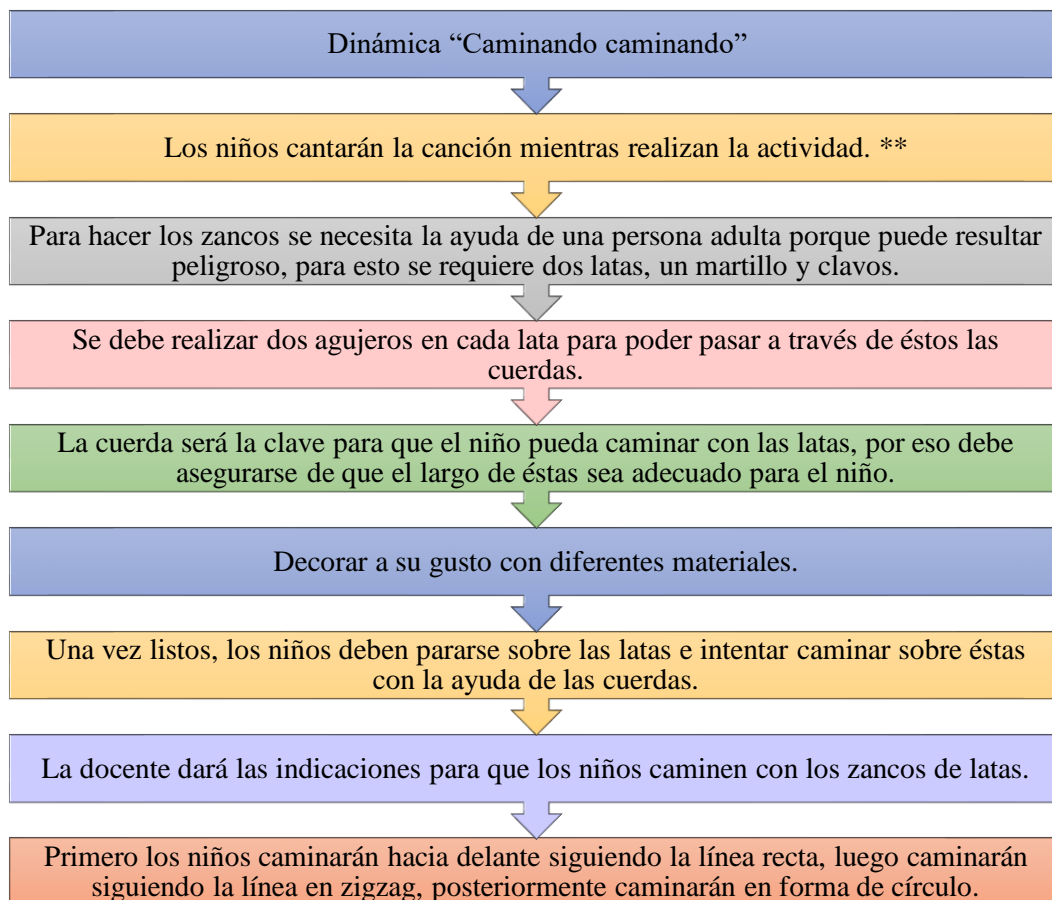 Dinámica “Caminando caminando”
Los niños cantarán la canción mientras realizan la actividad. **
Para hacer los zancos se necesita la ayuda de una persona adulta porque puede resultar
peligroso, para esto se requiere dos latas, un martillo y clavos.
Se debe realizar dos agujeros en cada lata para poder pasar a través de éstos las
cuerdas.
La cuerda será la clave para que el niño pueda caminar con las latas, por eso debe
asegurarse de que el largo de éstas sea adecuado para el niño.
Decorar a su gusto con diferentes materiales.
Una vez listos, los niños deben pararse sobre las latas e intentar caminar sobre éstas
con la ayuda de las cuerdas.
La docente dará las indicaciones para que los niños caminen con los zancos de latas.
Primero los niños caminarán hacia delante siguiendo la línea recta, luego caminarán
siguiendo la línea en zigzag, posteriormente caminarán en forma de círculo.